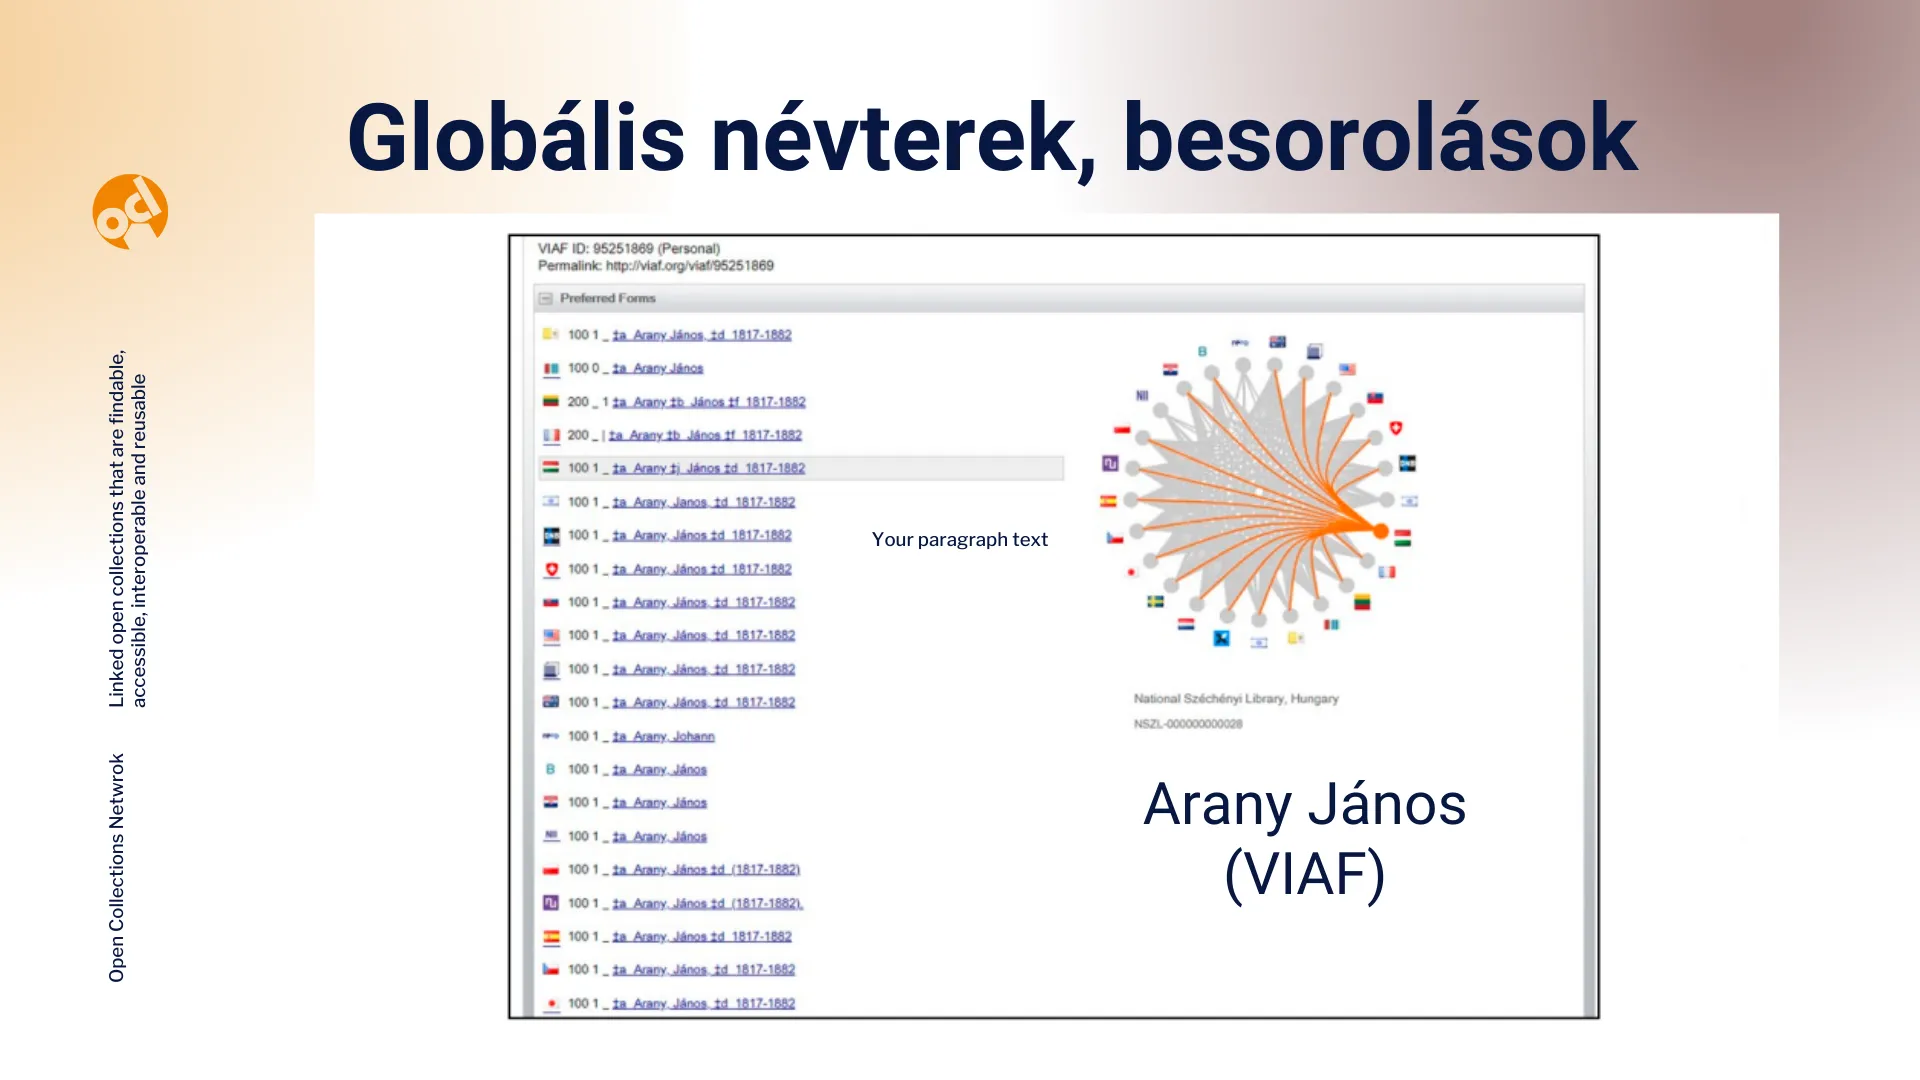 Globális névterek, besorolások
Linked open collections that are findable,
accessible, interoperable and reusable
Open Collections Netwrok
VIAF ID: 95251869 (Personal)
Permalink: http://viaf.org/viaf/95251869
Preferred Forms
100 1 _ ‡a Arany János, ‡d 1817-1882
100 0 _ ‡a Arany János
200 _ 1 ‡a Arany ‡b János ‡f 1817-1882
200 _ | ‡a Arany ‡b János ‡f 1817-1882
100 1 _ ‡a Arany ‡j János ‡d 1817-1882
100 1 _ ‡a Arany, Janos, ‡d 1817-1882
100 1 _ ‡a Arany, János ‡d 1817-1882
100 1 _ ‡a Arany, János ‡d 1817-1882
100 1 _ ‡a Arany, János, ‡d 1817-1882
100 1 _ ‡a Arany, János, ‡d 1817-1882
100 1 _ ‡a Arany, János, ‡d 1817-1882
100 1 _ ‡a Arany, János, ‡d 1817-1882
100 1 _ ‡a Arany, Johann
100 1 _ ‡a Arany, János
100 1 _ ‡a Arany, János
100 1 _ ‡a Arany, János
100 1 _ ‡a Arany, János ‡d (1817-1882)
100 1 _ ‡a Arany, János ‡d (1817-1882).
100 1 _ ‡a Arany, János ‡d 1817-1882
100 1 _ ‡a Arany, János, ‡d 1817-1882
100 1 _ ‡a Arany, János, ‡d 1817-1882
Your paragraph text
National Széchényi Library, Hungary
NSZL-000000000028
Arany János
(VIAF)